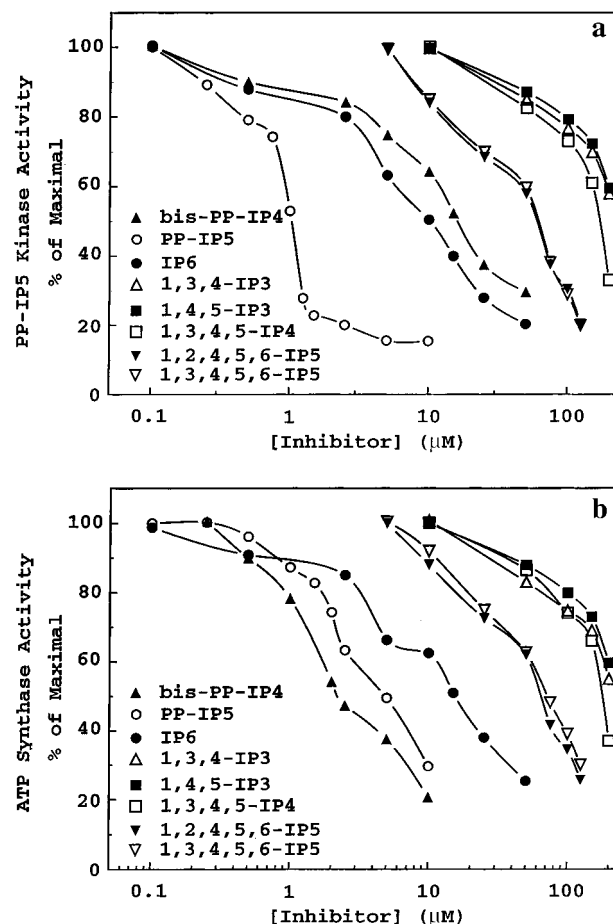 a
PP-IP5 Kinase Activity
% of Maximal
100
80
60
40
20
0
▲ bis-PP-IP4
○ PP-IP5
● IP6
△ 1,3,4-IP3
■ 1,4,5-IP3
□ 1,3,4,5-IP4
▼ 1,2,4,5,6-IP5
▽ 1,3,4,5,6-IP5
0.1 1 10 100
[Inhibitor] (μM)
b
ATP Synthase Activity
% of Maximal
100
80
60
40
20
0
▲ bis-PP-IP4
○ PP-IP5
● IP6
△ 1,3,4-IP3
■ 1,4,5-IP3
□ 1,3,4,5-IP4
▼ 1,2,4,5,6-IP5
▽ 1,3,4,5,6-IP5
0.1 1 10 100
[Inhibitor] (μM)